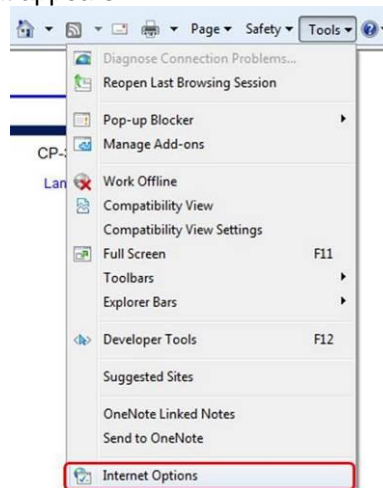 Page Safety Tools
Diagnose Connection Problems...
Reopen Last Browsing Session
Pop-up Blocker
Manage Add-ons
CP-
Lan
Work Offline
Compatibility View
Compatibility View Settings
Full Screen F11
Toolbars
Explorer Bars
Developer Tools F12
Suggested Sites
OneNote Linked Notes
Send to OneNote
Internet Options